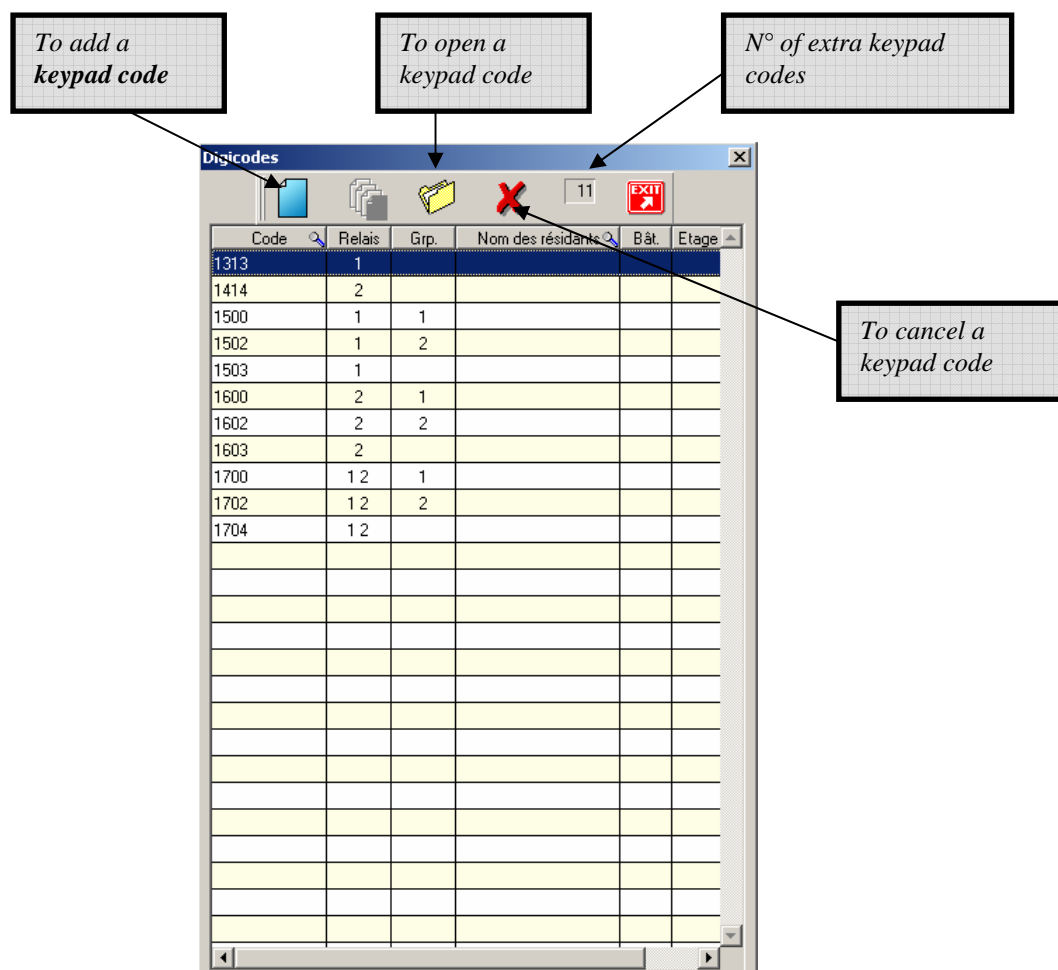 To add a
keypad code
To open a
keypad code
N° of extra keypad
codes
Digicodes
11
EXIT
Code Relais Grp. Nom des résidants Bât. Etage
1313 1
1414 2
1500 1 1
1502 1 2
1503 1
1600 2 1
1602 2 2
1603 2
1700 1 2 1
1702 1 2 2
1704 1 2
To cancel a
keypad code